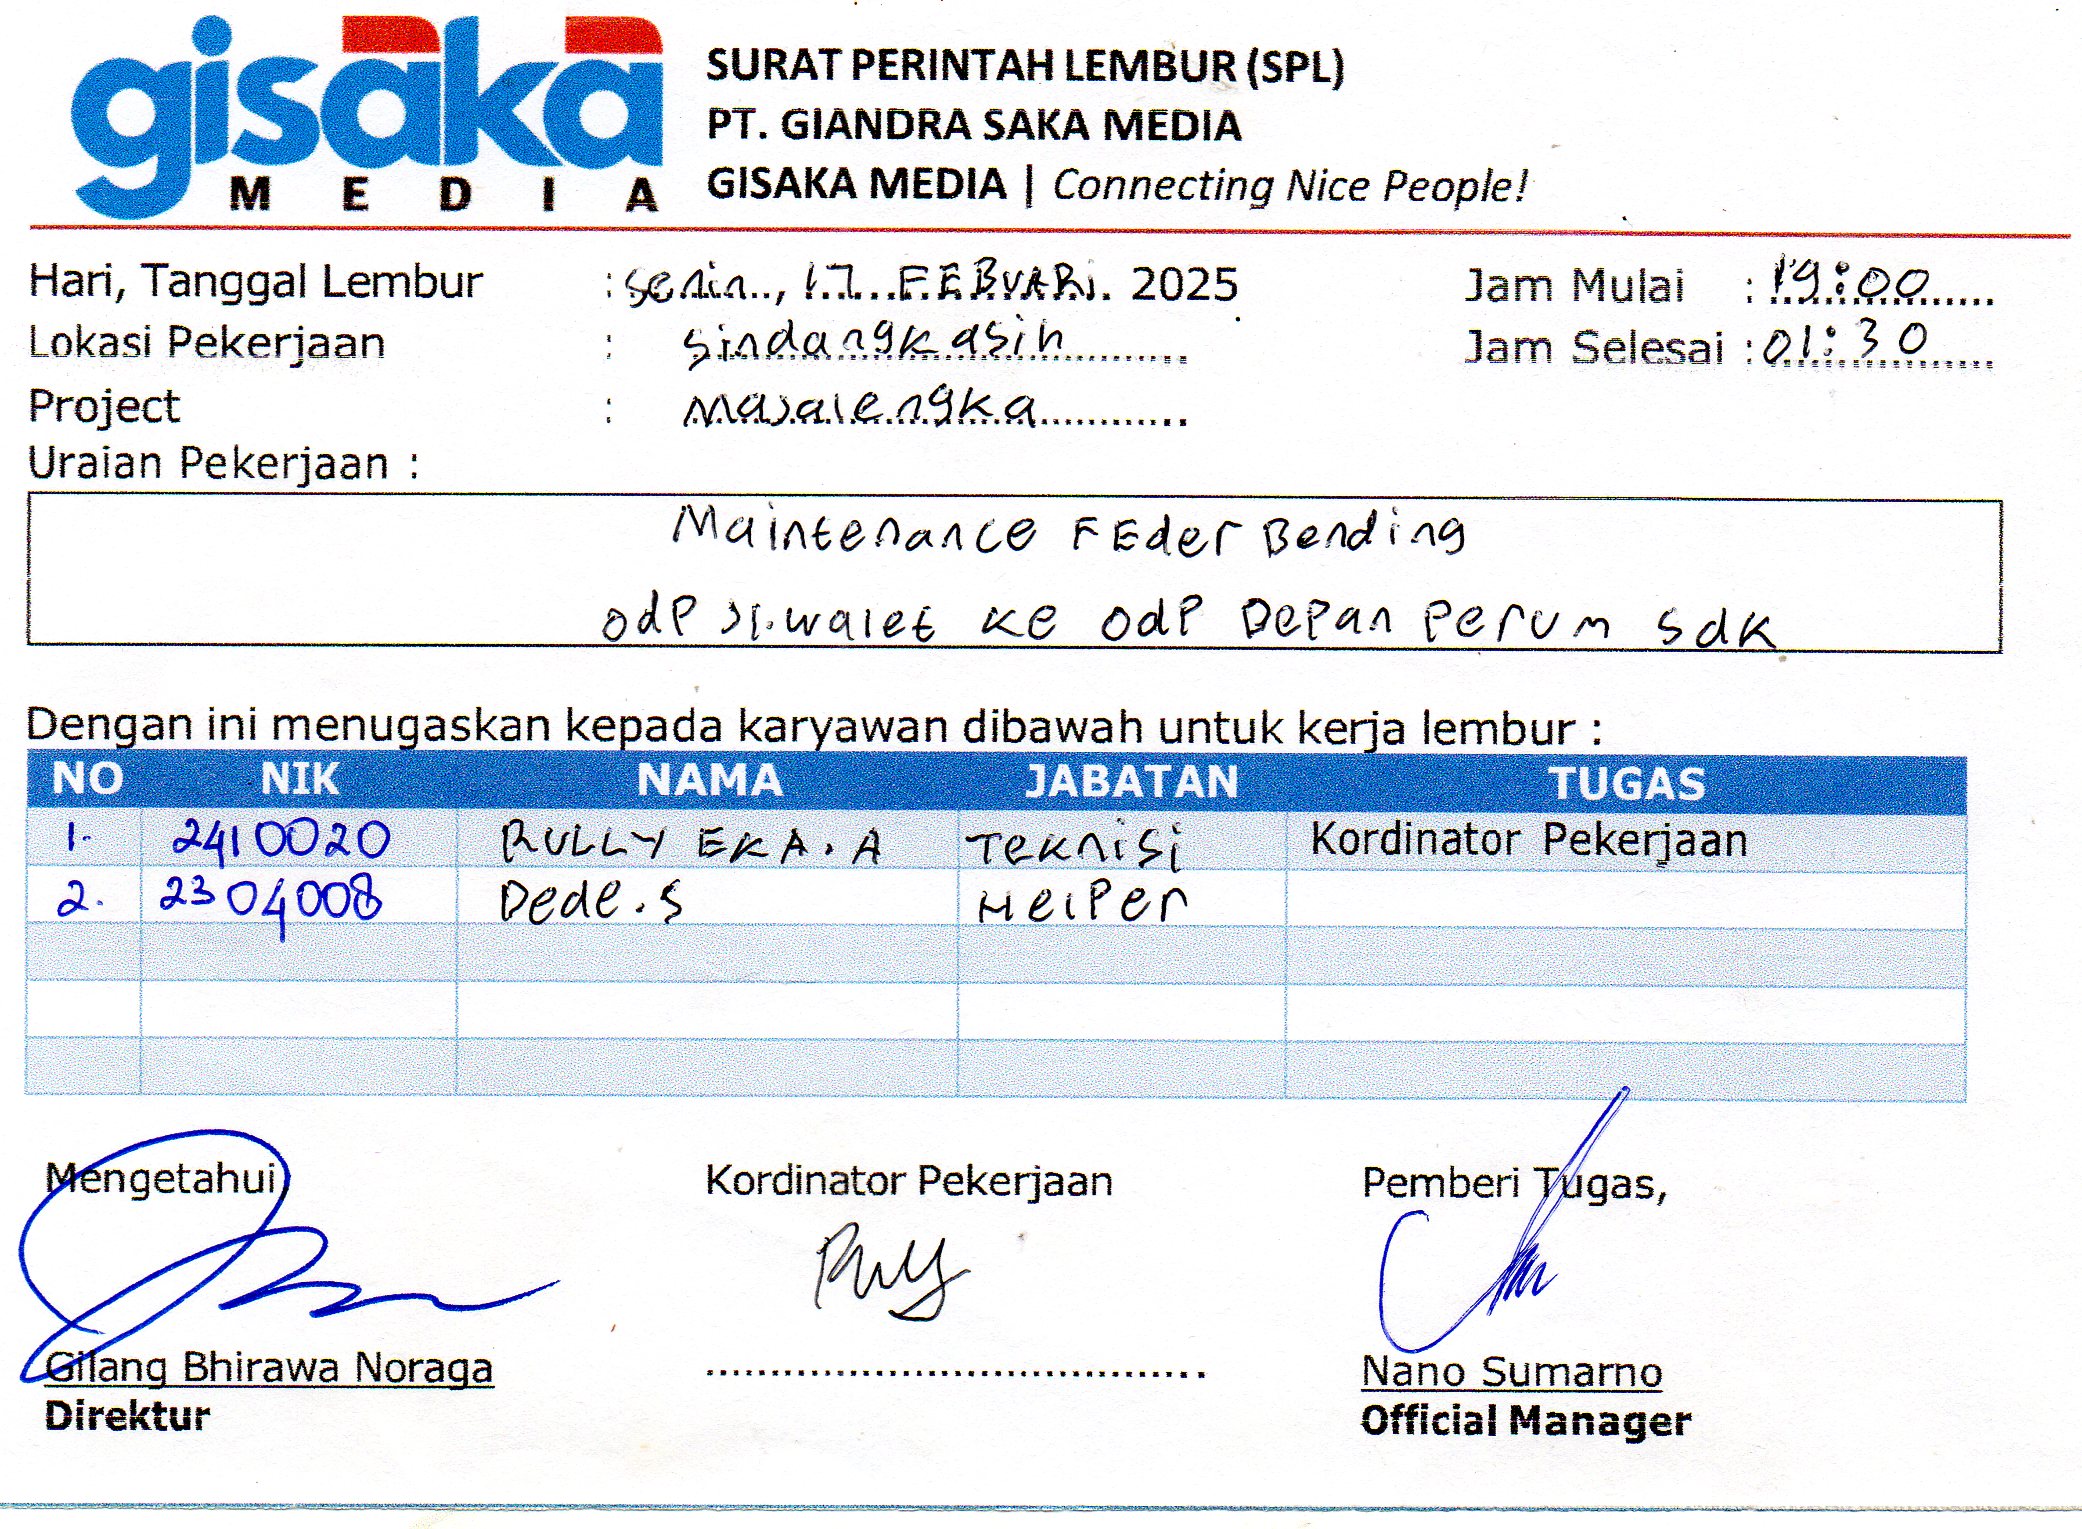 gisaka
MEDIA
SURAT PERINTAH LEMBUR (SPL)
PT. GIANDRA SAKA MEDIA
GISAKA MEDIA | Connecting Nice People!
Hari, Tanggal Lembur : Senin, 17 FEBUARi 2025 Jam Mulai : 19:00
Lokasi Pekerjaan : Sindangkasih Jam Selesai : 01:30
Project : Majalengka
Uraian Pekerjaan :
Maintenance FEder Bending
odP Jl.walet ke odP DePan Perum Sdk
Dengan ini menugaskan kepada karyawan dibawah untuk kerja lembur :
NO NIK NAMA JABATAN TUGAS
1. 2410020 RULLY EKA.A Teknisi Kordinator Pekerjaan
2. 2304008 Dede.S HelPer
Mengetahui Kordinator Pekerjaan Pemberi Tugas,
Gilang Bhirawa Noraga Nano Sumarno
Direktur Official Manager